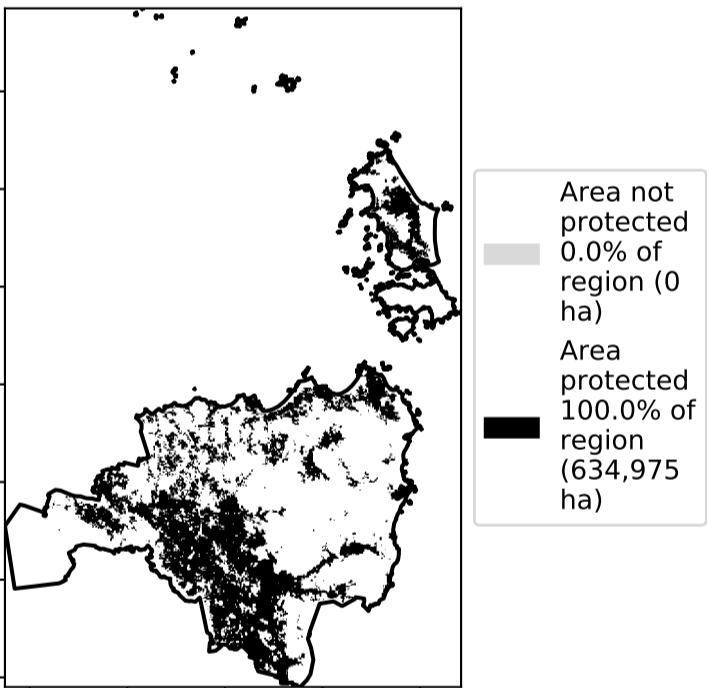 Area not
protected
0.0% of
region (0
ha)
Area
protected
100.0% of
region
(634,975
ha)